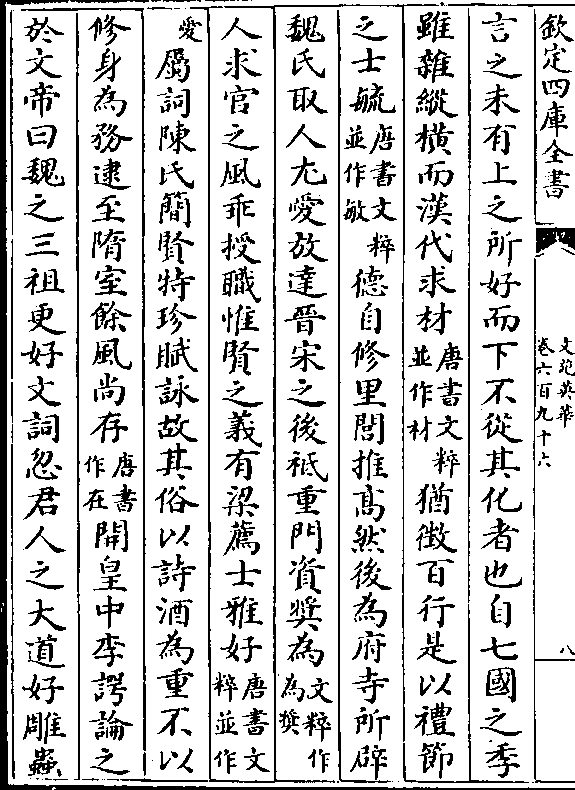 欽定四庫全書
文苑英華
卷六百九十六
八
言之未有上之所好而下不從其化者也自七國之季
雖雜縱橫而漢代求材唐書文粹並作材猶徴百行是以禮節
之士毓唐書文粹並作敏德自修里閭推髙然後為府寺所辟
魏氏取人尤愛放達晉宋之後祗重門資奬為文粹作為奬
人求官之風乖授職惟賢之義有梁薦士雅好唐書文粹並作
愛屬詞陳氏簡賢特珍賦詠故其俗以詩酒為重不以
修身為務逮至隋室餘風尚存唐書作在開皇中李諤論之
於文帝曰魏之三祖更好文詞忽君人之大道好雕蟲